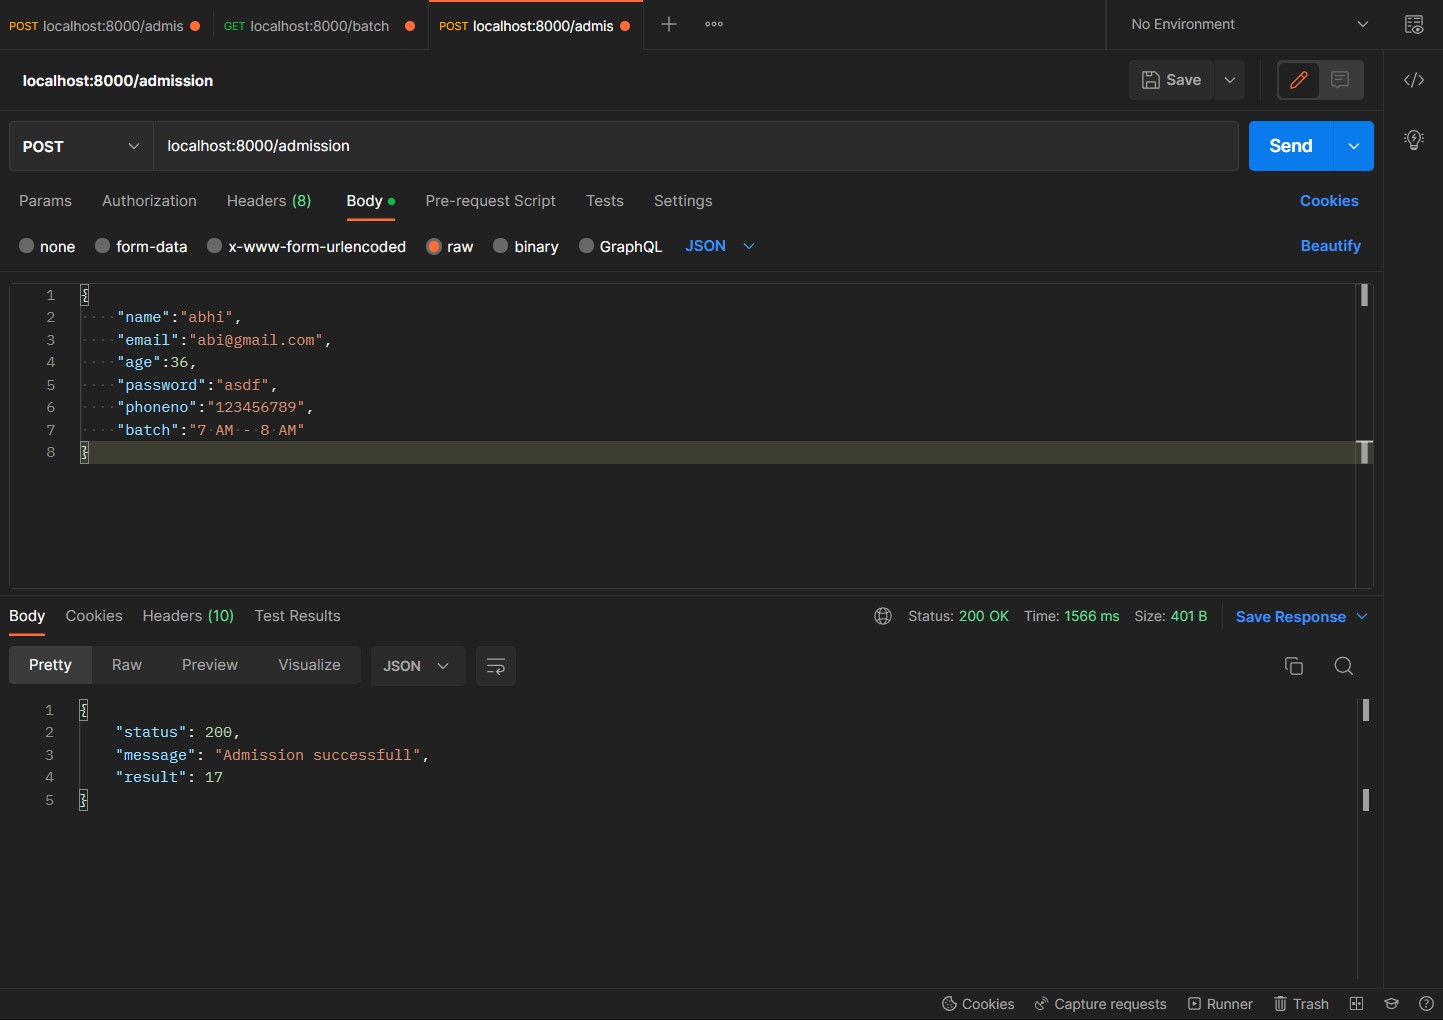 POST localhost:8000/admis GET localhost:8000/batch POST localhost:8000/admis No Environment
localhost:8000/admission Save
POST localhost:8000/admission Send
Params Authorization Headers (8) Body Pre-request Script Tests Settings Cookies
none form-data x-www-form-urlencoded raw binary GraphQL JSON Beautify
1 {
2 "name":"abhi",
3 "email":"abi@gmail.com",
4 "age":36,
5 "password":"asdf",
6 "phoneno":"123456789",
7 "batch":"7 AM - 8 AM"
8 }
Body Cookies Headers (10) Test Results Status: 200 OK Time: 1566 ms Size: 401 B Save Response
Pretty Raw Preview Visualize JSON
1 {
2 "status": 200,
3 "message": "Admission successfull",
4 "result": 17
5 }
Cookies Capture requests Runner Trash